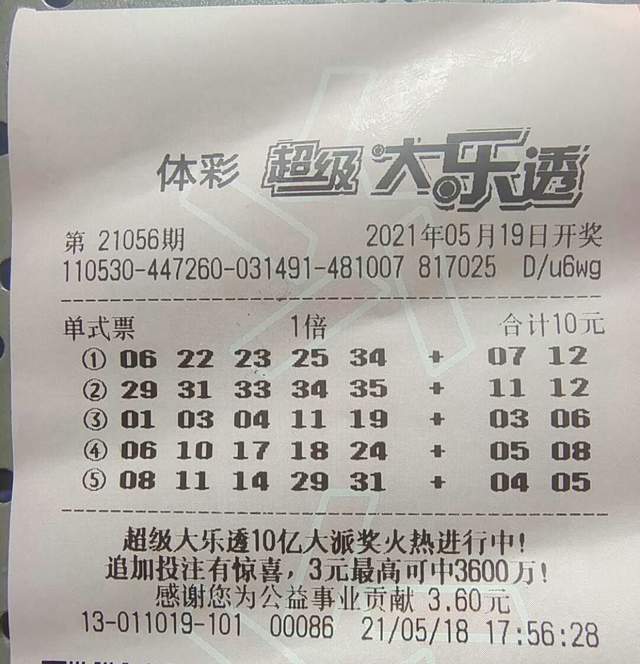 体彩 超级大乐透
第 21056期 2021年05月19日开奖
110530-447260-031491-481007 817025 D/u6wg
单式票 1倍 合计10元
① 06 22 23 25 34 + 07 12
② 29 31 33 34 35 + 11 12
③ 01 03 04 11 19 + 03 06
④ 06 10 17 18 24 + 05 08
⑤ 08 11 14 29 31 + 04 05
超级大乐透10亿大派奖火热进行中!
追加投注有惊喜,3元最高可中3600万!
感谢您为公益事业贡献 3.60元
13-011019-101 00086 21/05/18 17:56:28